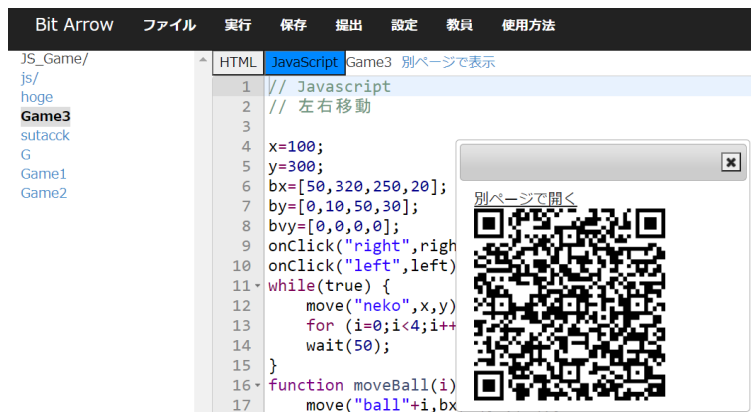 Bit Arrow ファイル 実行 保存 提出 設定 教員 使用方法
JS_Game/
js/
hoge
Game3
sutacck
G
Game1
Game2
HTML JavaScript Game3 別ページで表示
1 // Javascript
2 // 左右移動
3
4 x=100;
5 y=300;
6 bx=[50,320,250,20];
7 by=[0,10,50,30];
8 bvy=[0,0,0,0];
9 onClick("right",righ
10 onClick("left",left)
11 while(true) {
12 move("neko",x,y)
13 for (i=0;i<4;i++
14 wait(50);
15 }
16 function moveBall(i)
17 move("ball"+i,bx
別ページで開く